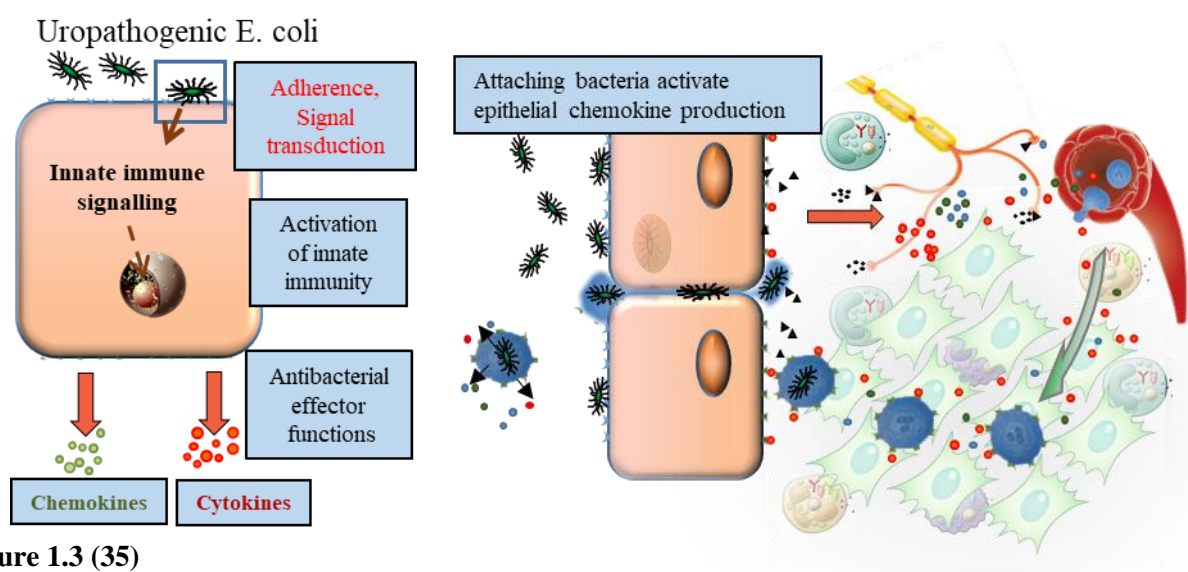 Uropathogenic E. coli
Adherence,
Signal
transduction
Innate immune
signalling
Activation
of innate
immunity
Antibacterial
effector
functions
Chemokines
Cytokines
Attaching bacteria activate
epithelial chemokine production
ure 1.3 (35)